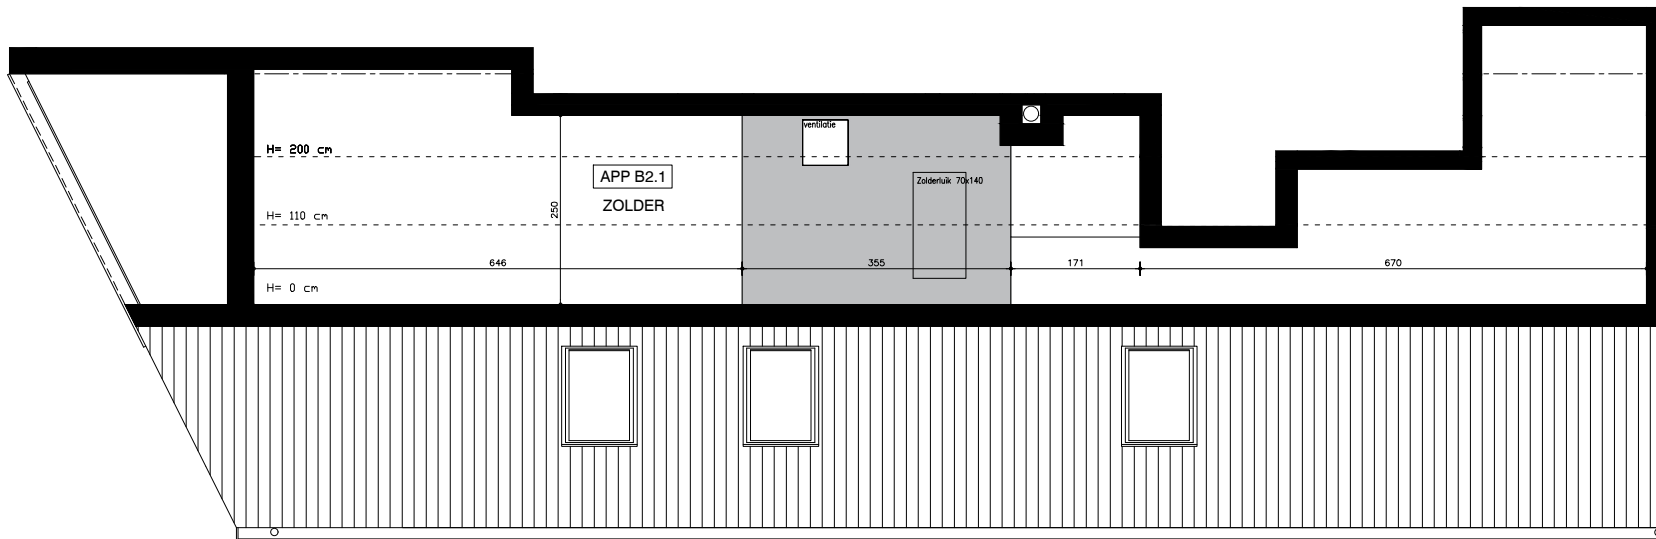 ventilatie
H= 200 cm
APP B2.1
Zolderluik 70x140
ZOLDER
250
H= 110 cm
646
355
171
670
H= 0 cm